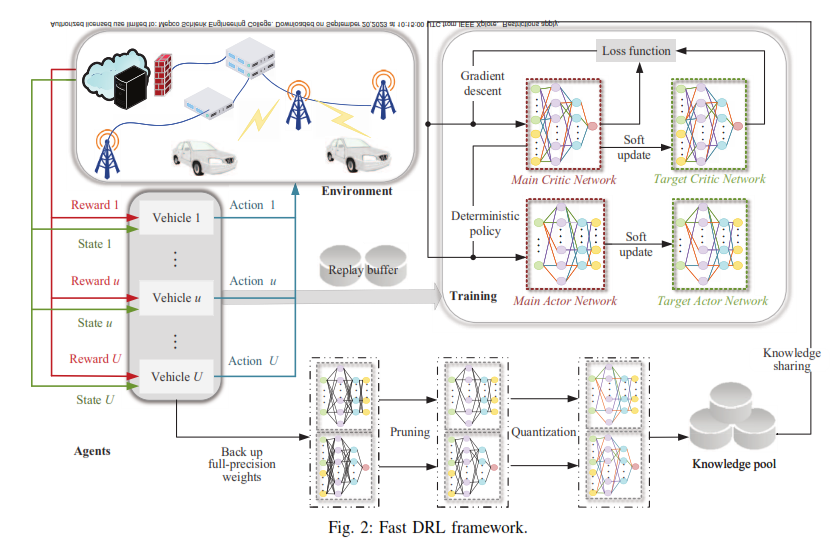 Authorized licensed use limited to: Mepco Schlenk Engineering College. Downloaded on September 20,2023 at 10:15:00 UTC from IEEE Xplore. Restrictions apply.
Loss function
Gradient
descent
Soft
update
Main Critic Network
Target Critic Network
Environment
Reward 1
Vehicle 1
Action 1
State 1
Deterministic
policy
Soft
update
Replay buffer
Reward u
Vehicle u
Action u
State u
Training
Main Actor Network
Target Actor Network
Reward U
Vehicle U
Action U
State U
Knowledge
sharing
Agents
Back up
full-precision
weights
Pruning
Quantization
Knowledge pool
Fig. 2: Fast DRL framework.